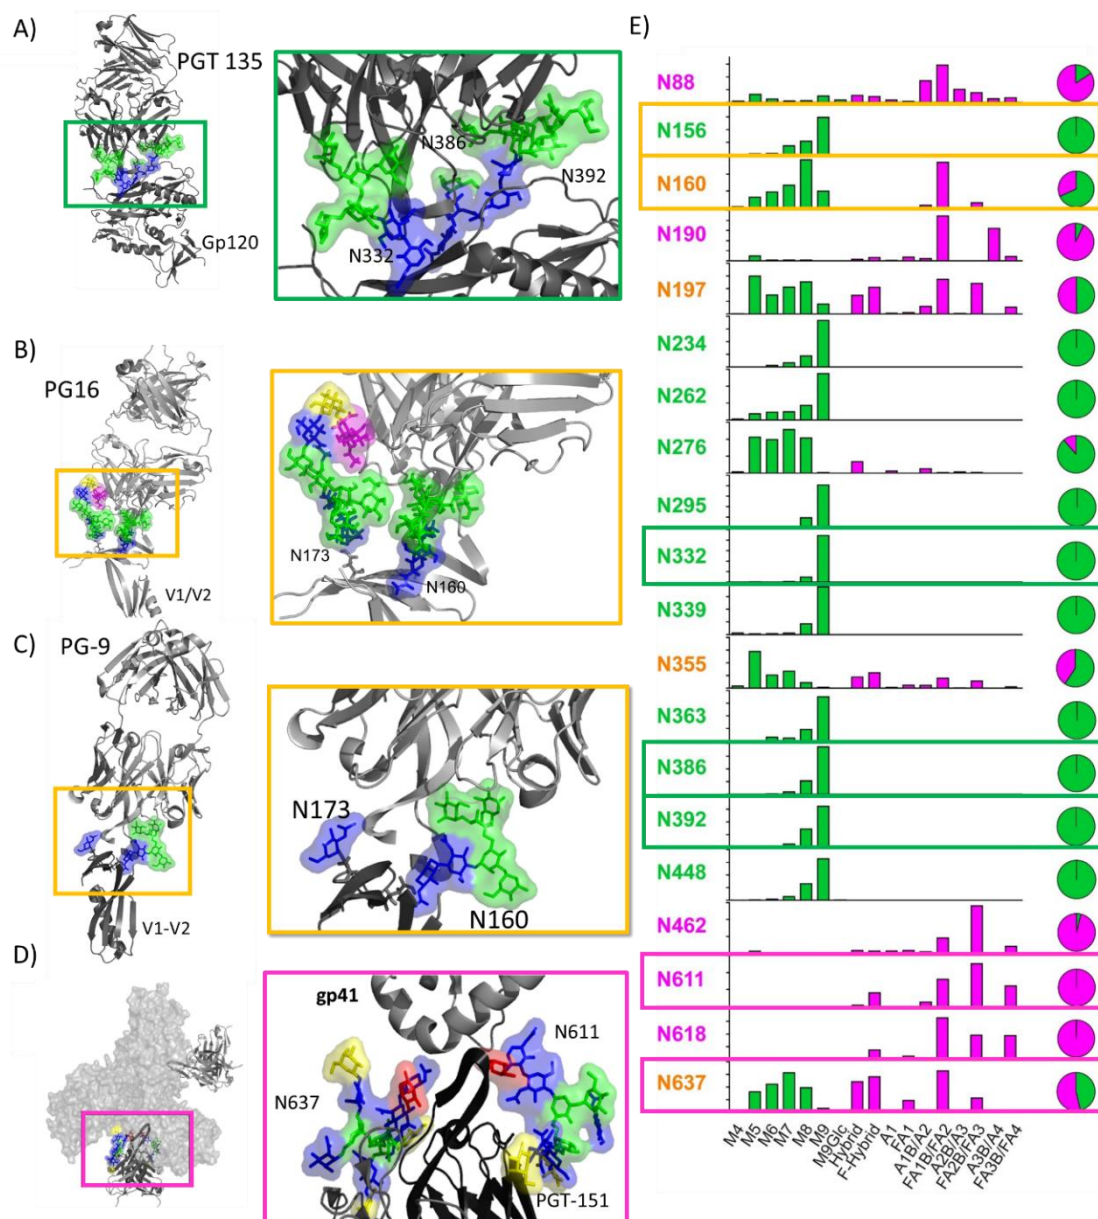 A)
PGT 135
Gp120
N386
N392
N332
B)
PG16
V1/V2
N173
N160
C)
PG-9
V1-V2
N173
N160
D)
gp41
N611
N637
PGT-151
E)
N88
N156
N160
N190
N197
N234
N262
N276
N295
N332
N339
N355
N363
N386
N392
N448
N462
N611
N618
N637
M4
M5
M6
M7
M8
M9
M9Glc
Hybrid
F-Hybrid
A1
FA1
A1B/A2
FA1B/FA2
A2B/A3
FA2B/FA3
A3B/A4
FA3B/FA4